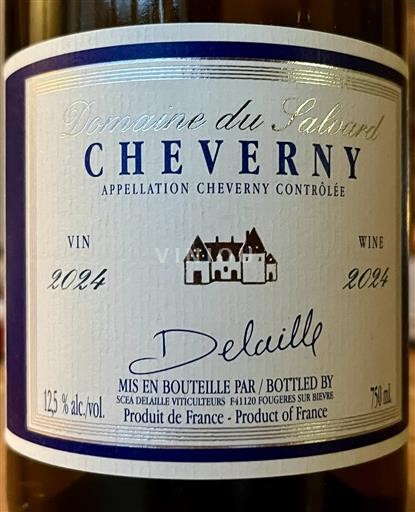 Domaine du Salvard
CHEVERNY
APPELLATION CHEVERNY CONTRÔLÉE
VIN WINE
2024 2024
VINIOU
Delaille
MIS EN BOUTEILLE PAR / BOTTLED BY
SCEA DELAILLE VITICULTEURS F41120 FOUGERES SUR BIEVRE
12,5 % alc./vol. 750 ml
Produit de France - Product of France